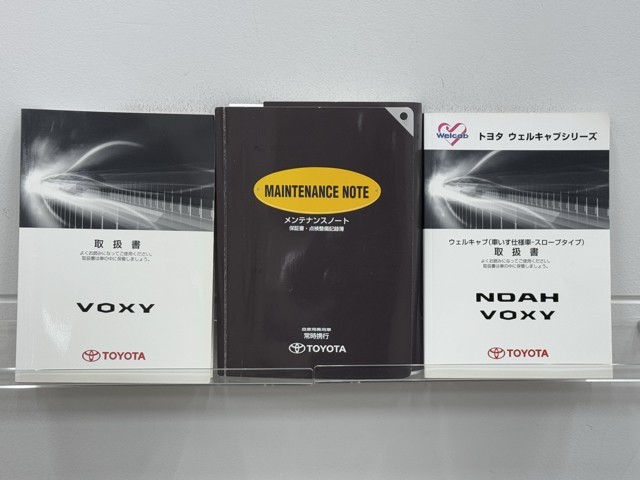 取扱書
よくお読みになってご使用ください。
取扱書は車の中に保管しましょう。
VOXY
TOYOTA
MAINTENANCE NOTE
メンテナンスノート
保証書・点検整備記録簿
自家用乗用車
常時携行
TOYOTA
Welcab
トヨタ ウェルキャブシリーズ
ウェルキャブ(車いす仕様車・スロープタイプ)
取扱書
よくお読みになってご使用ください。
取扱書は車の中に保管しましょう。
NOAH
VOXY
TOYOTA